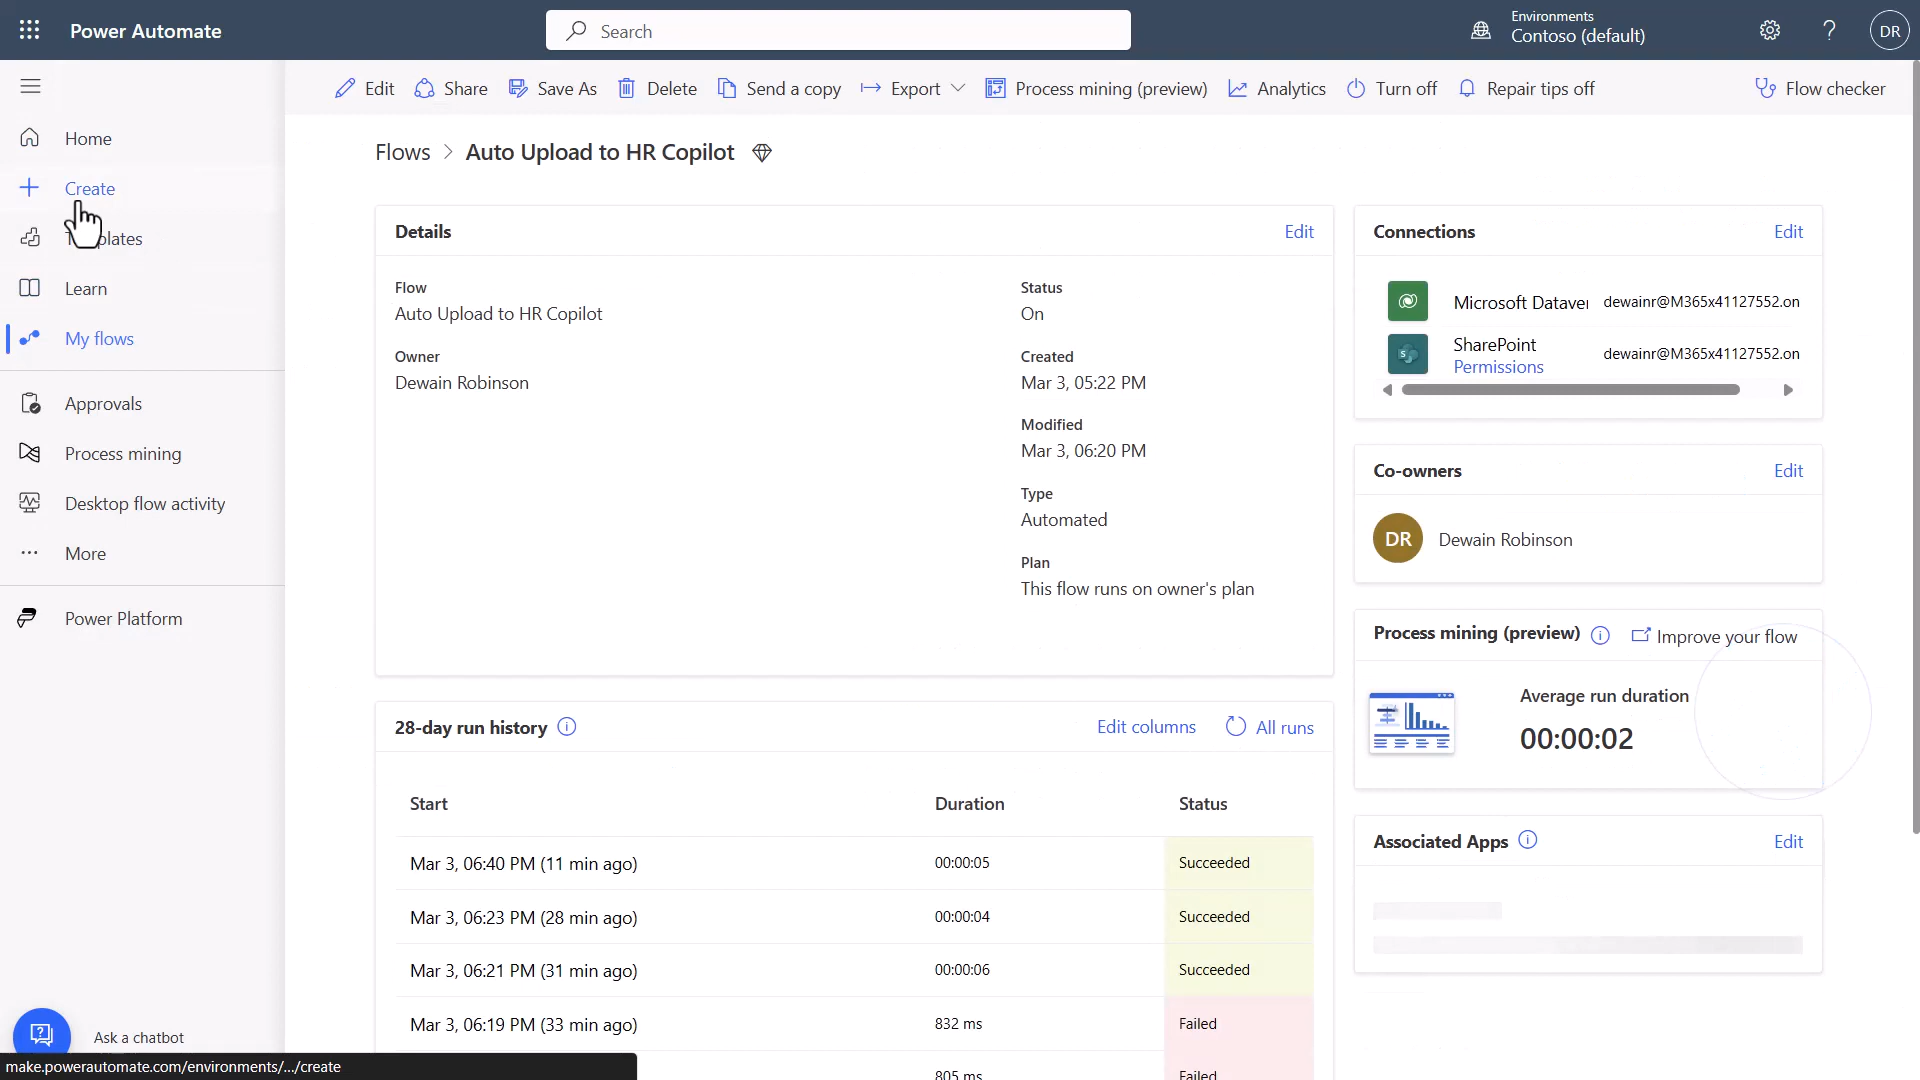 Power Automate
Search
Environments
Contoso (default)
?
DR
Edit
Share
Save As
Delete
Send a copy
Export
Process mining (preview)
Analytics
Turn off
Repair tips off
Flow checker
Home
Create
Learn
My flows
Approvals
Process mining
Desktop flow activity
More
Power Platform
Ask a chatbot
make.powerautomate.com/environments/.../create
Flows > Auto Upload to HR Copilot
Details
Edit
Flow
Auto Upload to HR Copilot
Owner
Dewain Robinson
Status
On
Created
Mar 3, 05:22 PM
Modified
Mar 3, 06:20 PM
Type
Automated
Plan
This flow runs on owner's plan
28-day run history
Edit columns
All runs
Start Duration Status
Mar 3, 06:40 PM (11 min ago) 00:00:05 Succeeded
Mar 3, 06:23 PM (28 min ago) 00:00:04 Succeeded
Mar 3, 06:21 PM (31 min ago) 00:00:06 Succeeded
Mar 3, 06:19 PM (33 min ago) 832 ms Failed
805 ms Failed
Connections
Edit
Microsoft Dataver dewainr@M365x41127552.on
SharePoint dewainr@M365x41127552.on
Permissions
Co-owners
Edit
DR
Dewain Robinson
Process mining (preview)
Improve your flow
Average run duration
00:00:02
Associated Apps
Edit